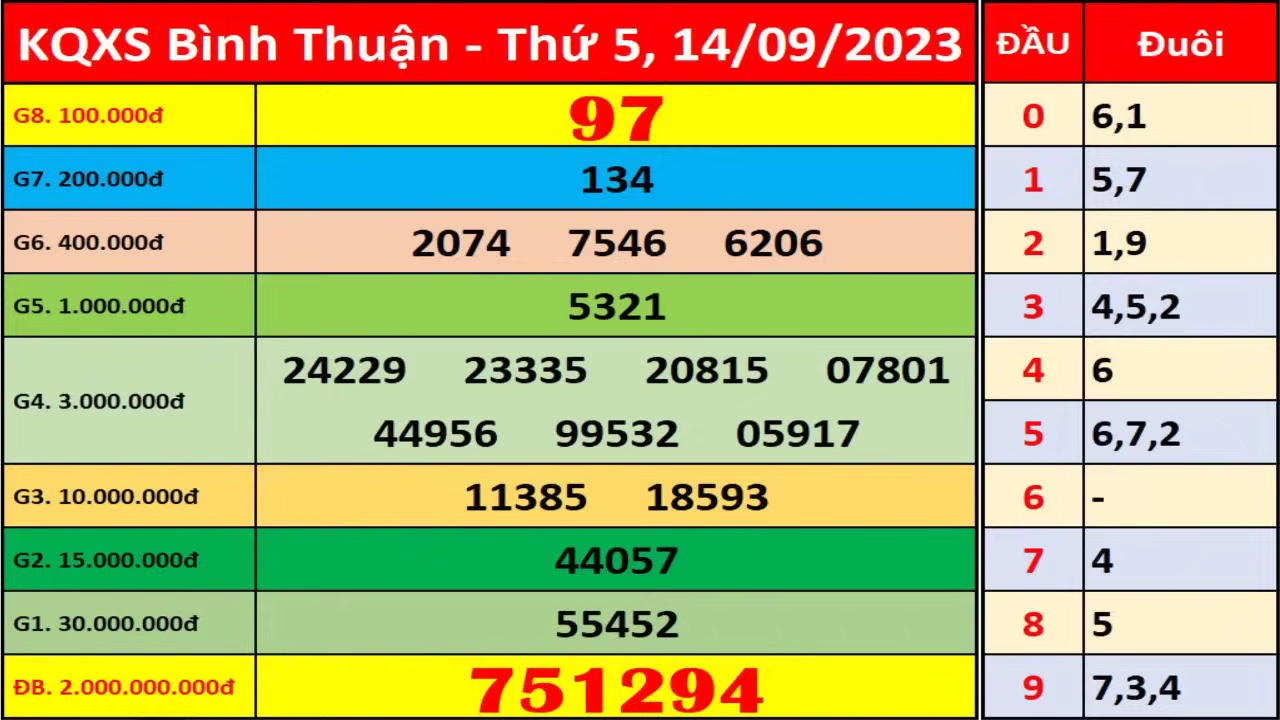 KQXS Bình Thuận - Thứ 5, 14/09/2023 ĐẦU Đuôi
G8. 100.000đ 97 0 6,1
G7. 200.000đ 134 1 5,7
G6. 400.000đ 2074 7546 6206 2 1,9
G5. 1.000.000đ 5321 3 4,5,2
24229 23335 20815 07801 4 6
G4. 3.000.000đ
44956 99532 05917 5 6,7,2
G3. 10.000.000đ 11385 18593 6 -
G2. 15.000.000đ 44057 7 4
G1. 30.000.000đ 55452 8 5
ĐB. 2.000.000.000đ 751294 9 7,3,4